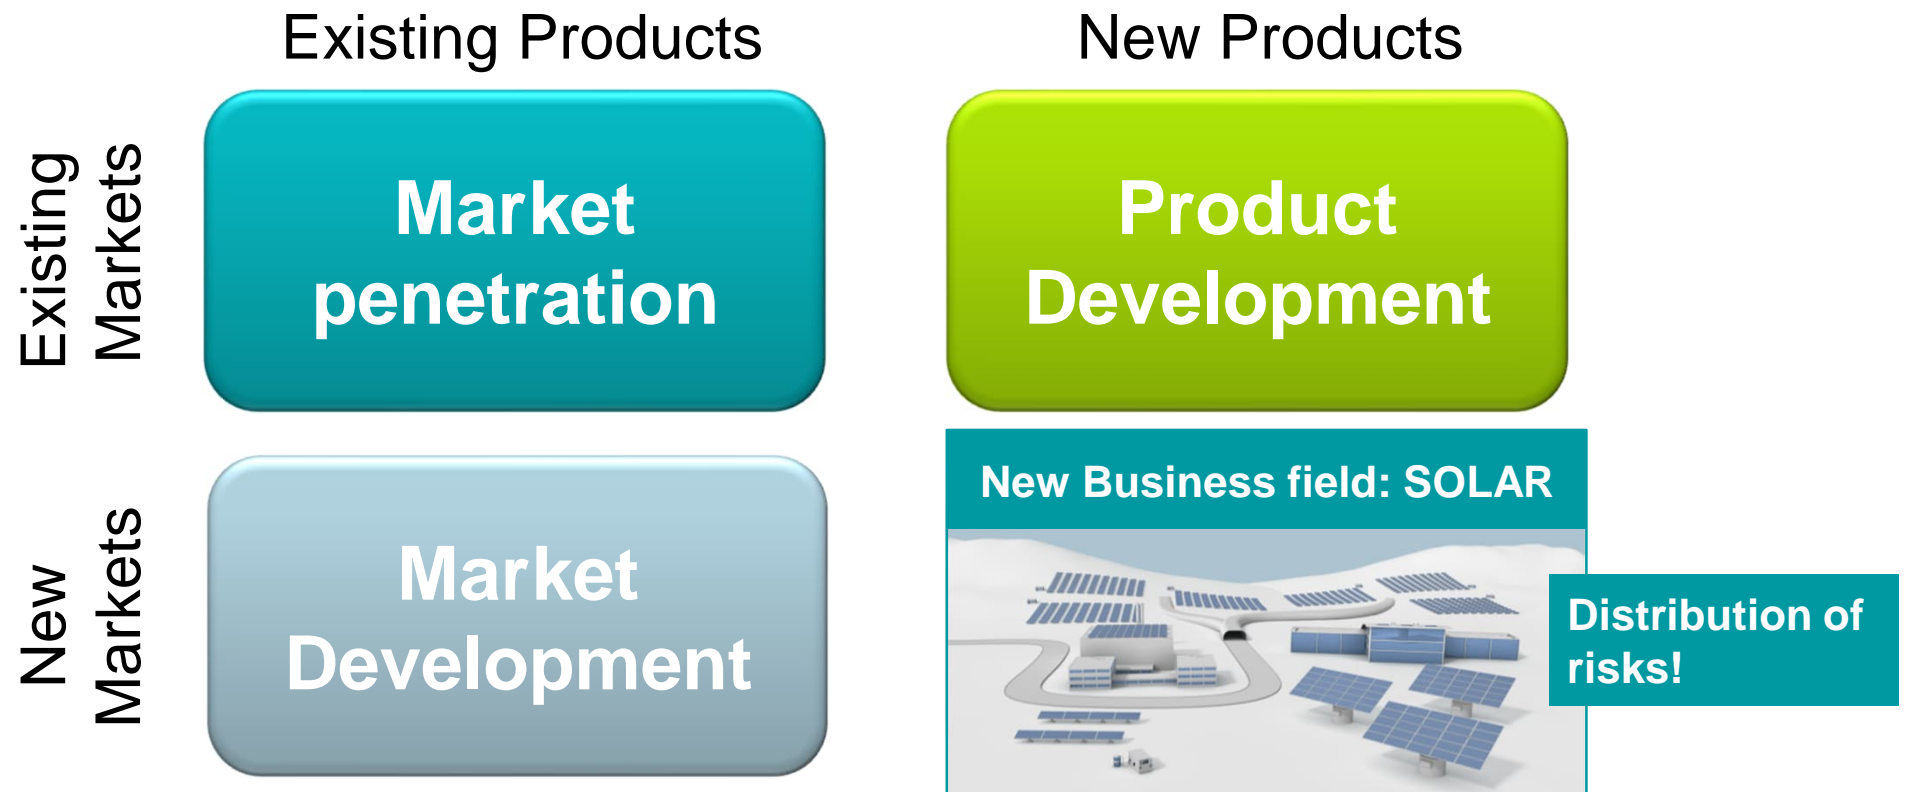 Existing Products
New Products
Existing
Markets
Market
penetration
Product
Development
New
Markets
Market
Development
New Business field: SOLAR
Distribution of
risks!